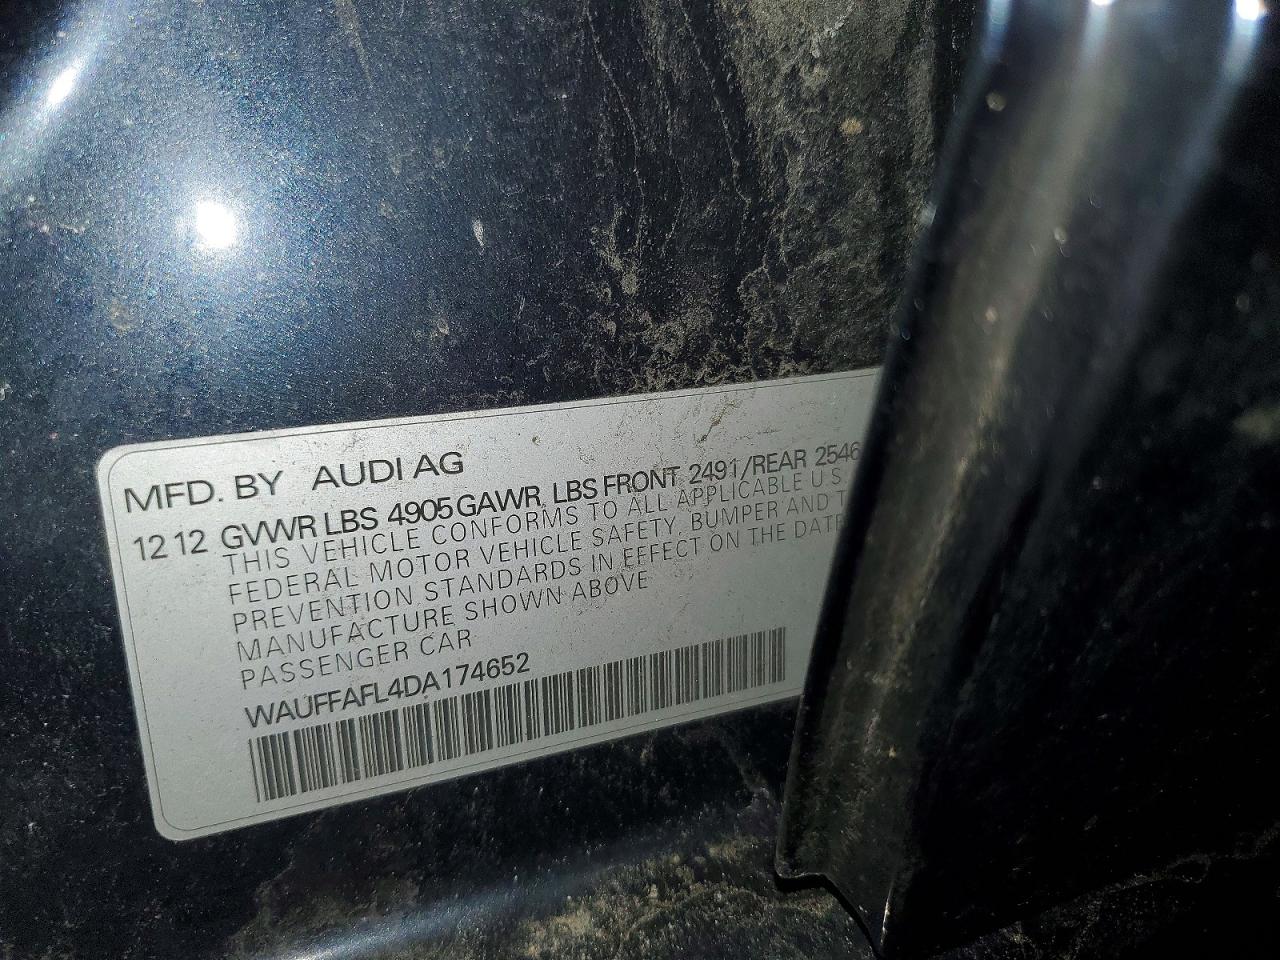 MFD. BY AUDI AG
12 12 GVWR LBS 4905 GAWR LBS FRONT 2491/REAR 2546
THIS VEHICLE CONFORMS TO ALL APPLICABLE U.S.
FEDERAL MOTOR VEHICLE SAFETY, BUMPER AND T
PREVENTION STANDARDS IN EFFECT ON THE DATE
MANUFACTURE SHOWN ABOVE
PASSENGER CAR
WAUFFAFL4DA174652